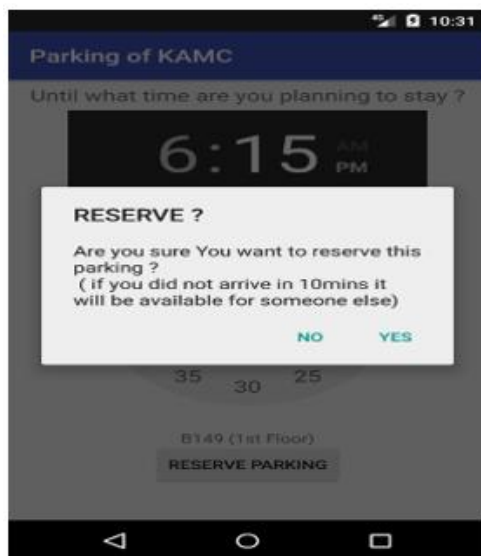 4G 10:31
Parking of KAMC
Until what time are you planning to stay ?
6:15 AM
PM
RESERVE ?
Are you sure You want to reserve this
parking ?
( if you did not arrive in 10mins it
will be available for someone else)
NO YES
35 30 25
B149 (1st Floor)
RESERVE PARKING